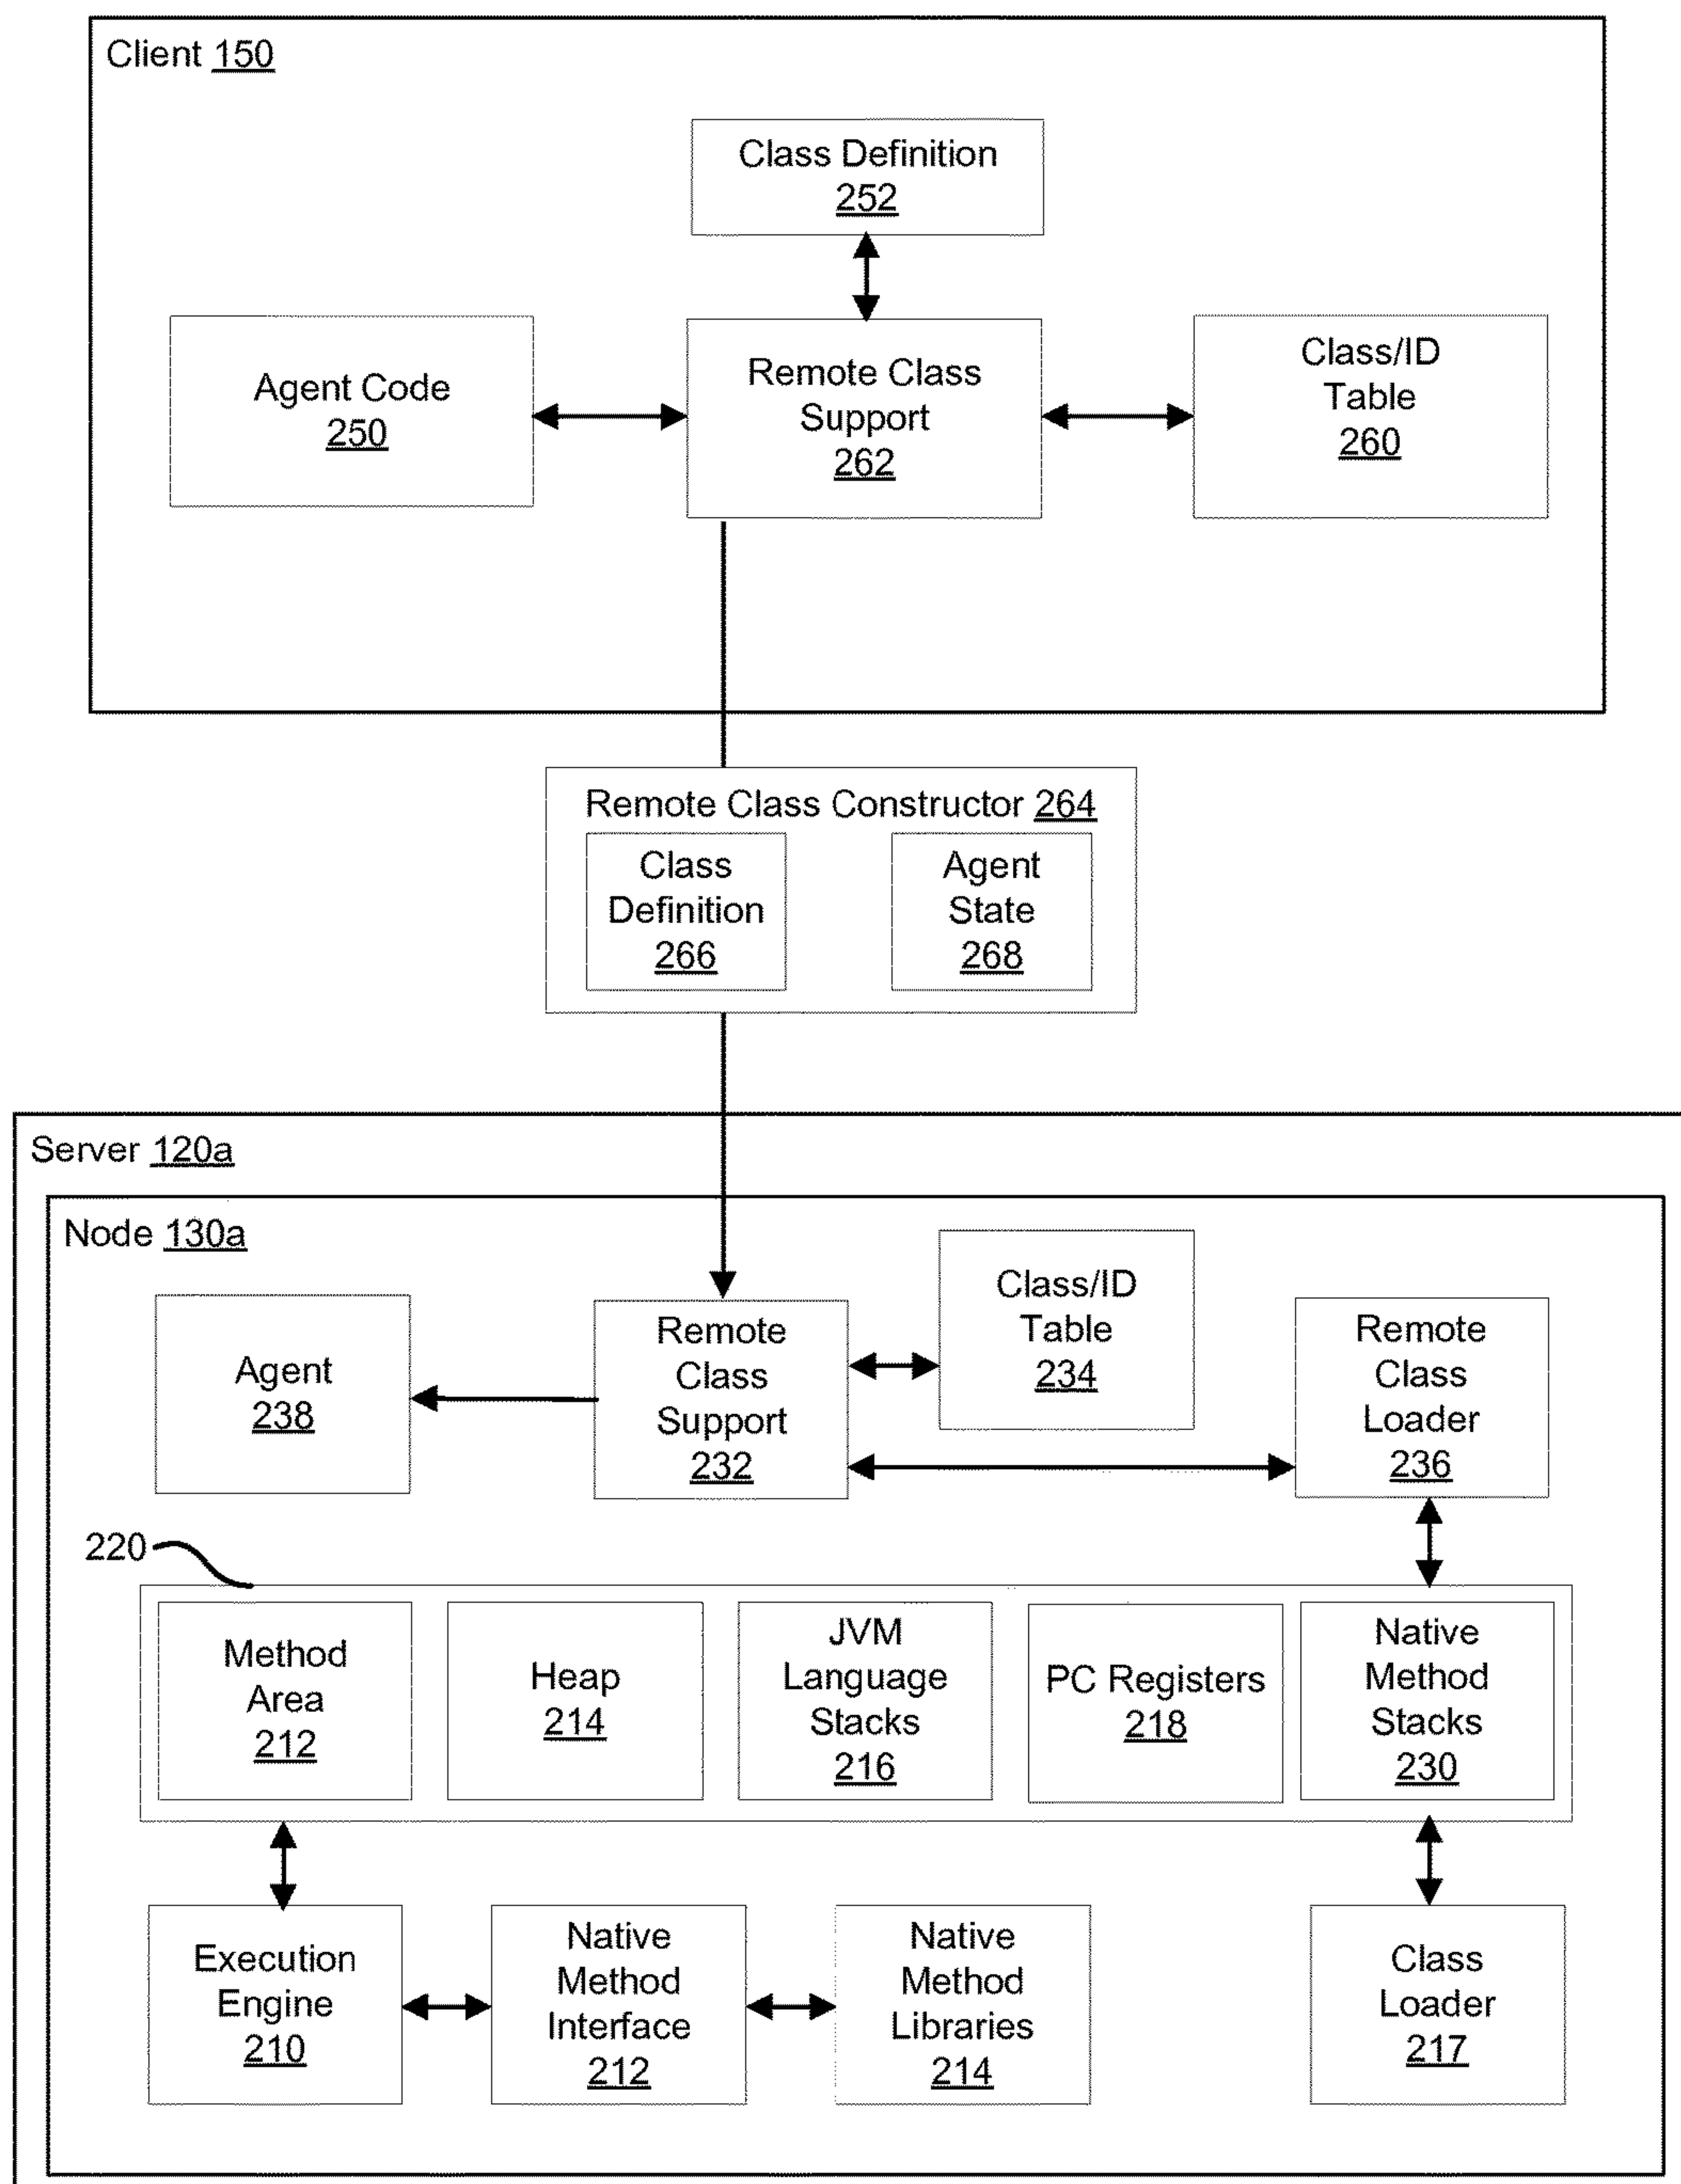 Client 150
Class Definition
252
Agent Code
250
Remote Class
Support
262
Class/ID
Table
260
Remote Class Constructor 264
Class
Definition
266
Agent
State
268
Server 120a
Node 130a
Agent
238
Remote
Class
Support
232
Class/ID
Table
234
Remote
Class
Loader
236
220
Method
Area
212
Heap
214
JVM
Language
Stacks
216
PC Registers
218
Native
Method
Stacks
230
Execution
Engine
210
Native
Method
Interface
212
Native
Method
Libraries
214
Class
Loader
217